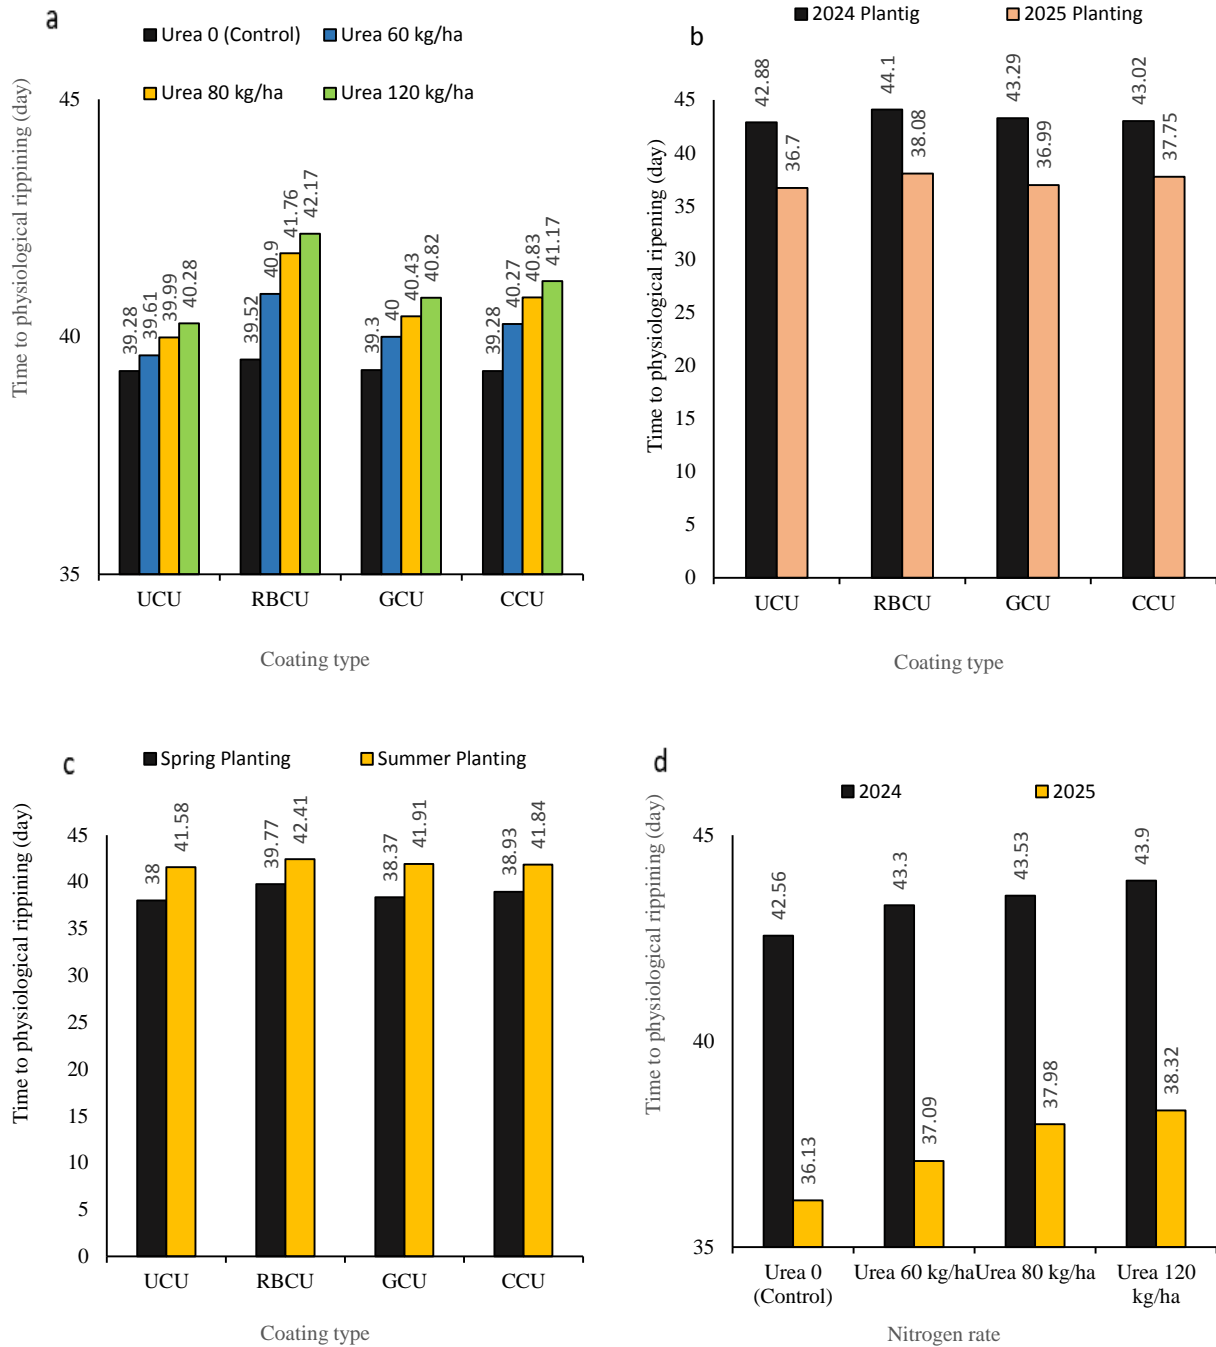 a
Urea 0 (Control)
Urea 60 kg/ha
Urea 80 kg/ha
Urea 120 kg/ha
Time to physiological rippining (day)
45
40
35
39.28
39.61
39.99
40.28
39.52
40.9
41.76
42.17
39.3
40
40.43
40.82
39.28
40.27
40.83
41.17
UCU
RBCU
GCU
CCU
Coating type
b
2024 Plantig
2025 Planting
Time to physiological ripening (day)
45
40
35
30
25
20
15
10
5
0
42.88
36.7
44.1
38.08
43.29
36.99
43.02
37.75
UCU
RBCU
GCU
CCU
Coating type
c
Spring Planting
Summer Planting
Time to physiological rippining (day)
45
40
35
30
25
20
15
10
5
0
38
41.58
39.77
42.41
38.37
41.91
38.93
41.84
UCU
RBCU
GCU
CCU
Coating type
d
2024
2025
Time to physiological rippining (day)
45
40
35
42.56
36.13
43.3
37.09
43.53
37.98
43.9
38.32
Urea 0
(Control)
Urea 60 kg/ha
Urea 80 kg/ha
Urea 120
kg/ha
Nitrogen rate